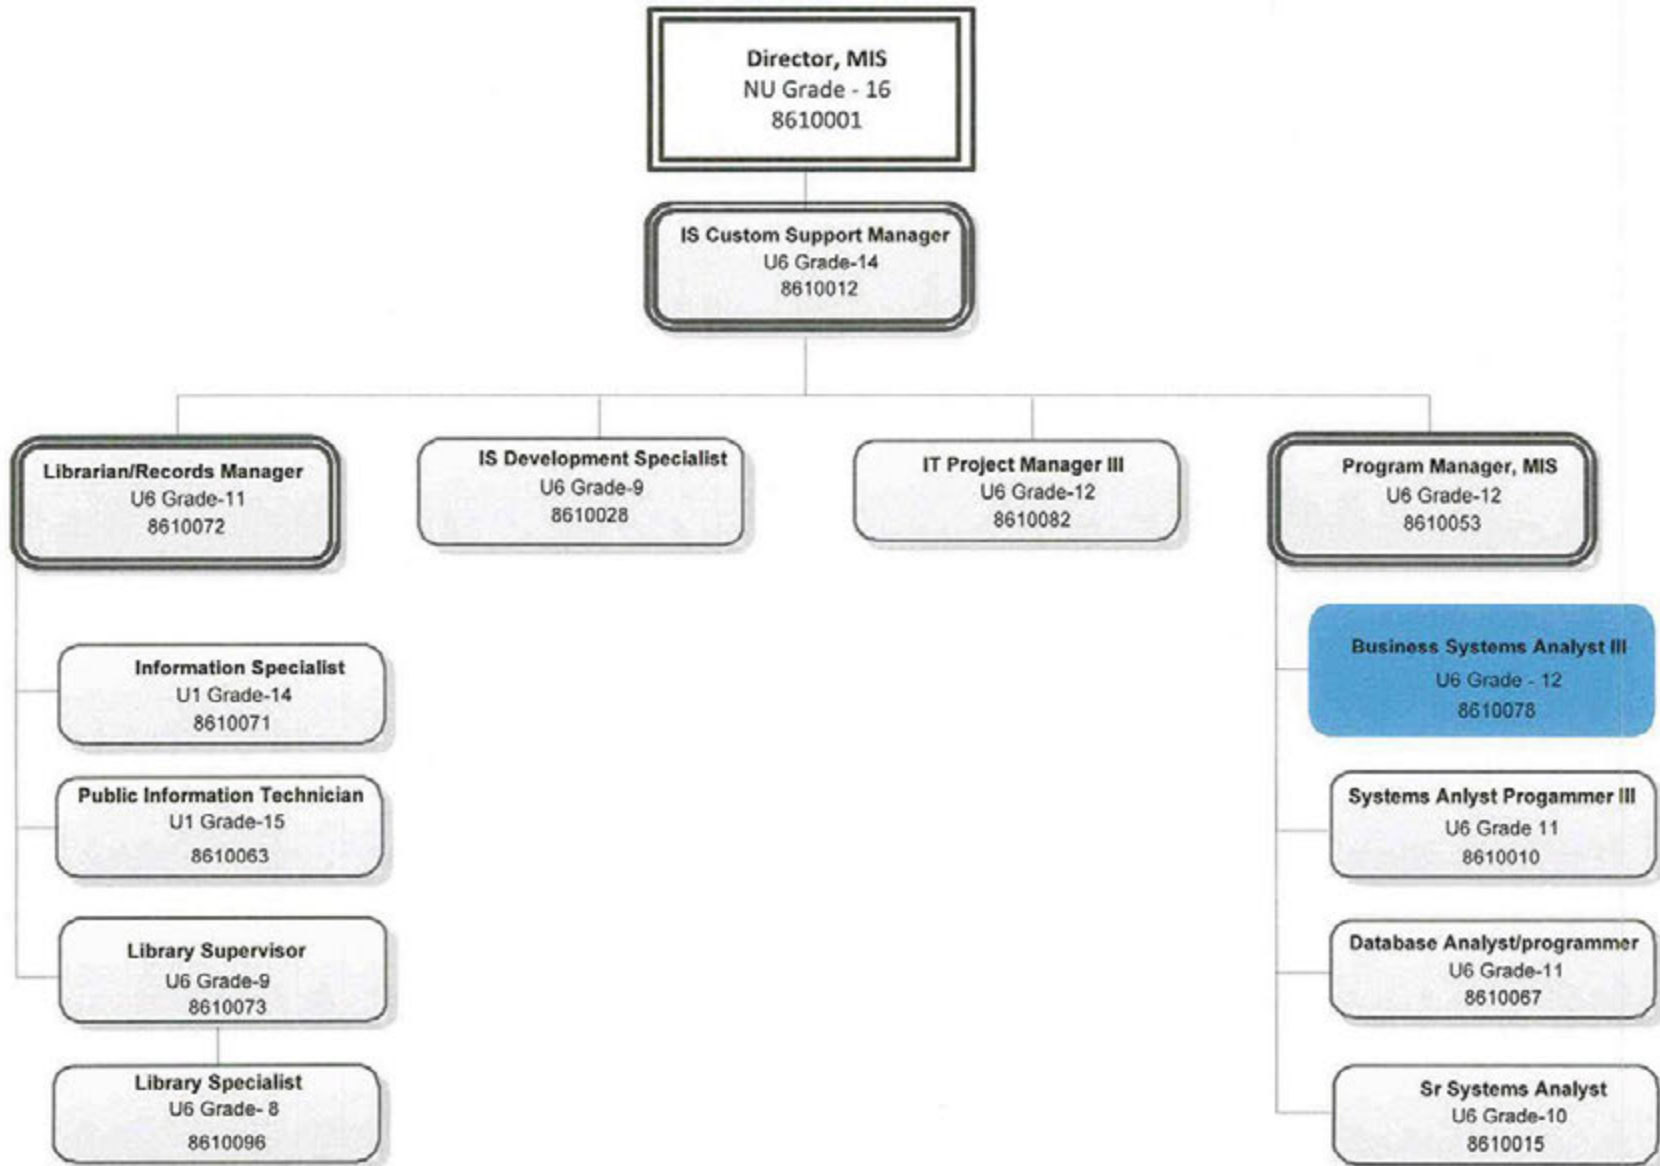 Director, MIS
NU Grade - 16
8610001
IS Custom Support Manager
U6 Grade-14
8610012
Librarian/Records Manager
U6 Grade-11
8610072
IS Development Specialist
U6 Grade-9
8610028
IT Project Manager III
U6 Grade-12
8610082
Program Manager, MIS
U6 Grade-12
8610053
Information Specialist
U1 Grade-14
8610071
Public Information Technician
U1 Grade-15
8610063
Library Supervisor
U6 Grade-9
8610073
Library Specialist
U6 Grade- 8
8610096
Business Systems Analyst III
U6 Grade - 12
8610078
Systems Anlyst Progammer III
U6 Grade 11
8610010
Database Analyst/programmer
U6 Grade-11
8610067
Sr Systems Analyst
U6 Grade-10
8610015